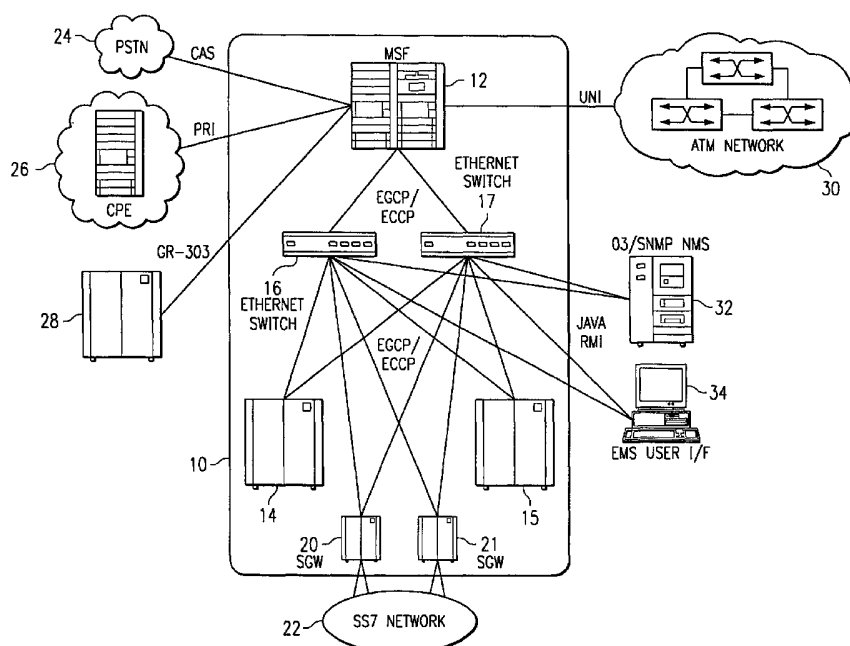 24
PSTN
CAS
MSF
12
UNI
ATM NETWORK
30
26
CPE
PRI
ETHERNET
SWITCH
17
EGCP/
ECCP
GR-303
28
16 ETHERNET
SWITCH
03/SNMP NMS
32
JAVA
RMI
EGCP/
ECCP
34
EMS USER I/F
10
14
15
20
SGW
21
SGW
22
SS7 NETWORK